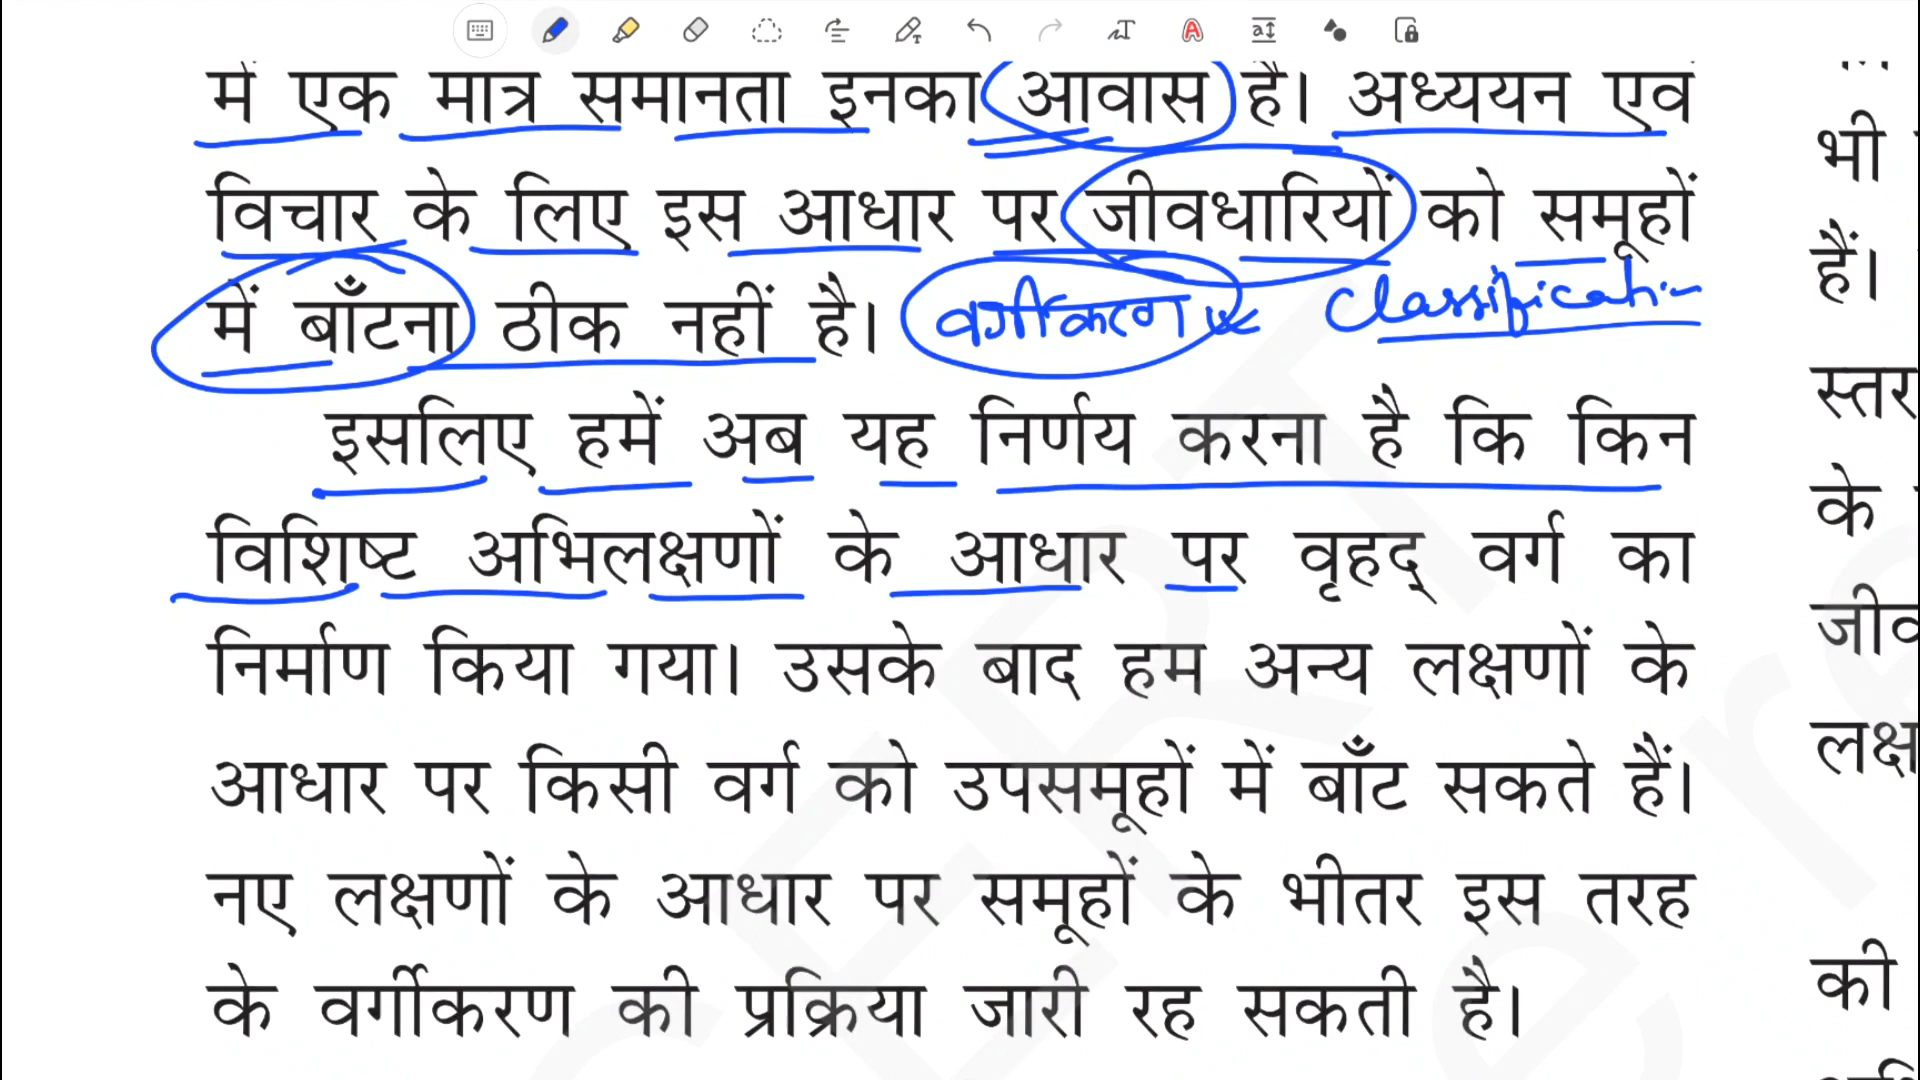 में एक मात्र समानता इनका आवास है। अध्ययन एवं
विचार के लिए इस आधार पर जीवधारियों को समूहों
में बाँटना ठीक नहीं है। वर्गीकरण Classification
इसलिए हमें अब यह निर्णय करना है कि किन
विशिष्ट अभिलक्षणों के आधार पर वृहद् वर्ग का
निर्माण किया गया। उसके बाद हम अन्य लक्षणों के
आधार पर किसी वर्ग को उपसमूहों में बाँट सकते हैं।
नए लक्षणों के आधार पर समूहों के भीतर इस तरह
के वर्गीकरण की प्रक्रिया जारी रह सकती है।
भी
हैं।
स्तर
के
जीव
लक्ष
की